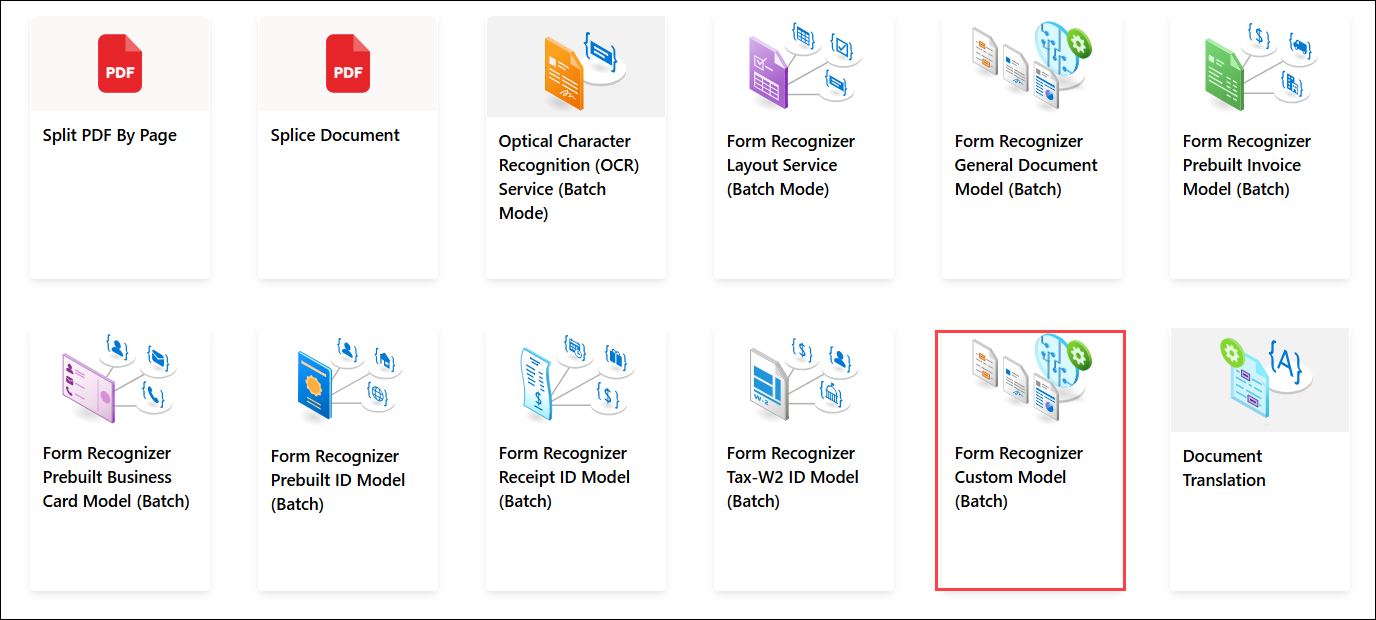 PDF
Split PDF By Page
PDF
Splice Document
Optical Character
Recognition (OCR)
Service (Batch
Mode)
Form Recognizer
Layout Service
(Batch Mode)
Form Recognizer
General Document
Model (Batch)
{$}
Form Recognizer
Prebuilt Invoice
Model (Batch)
Form Recognizer
Prebuilt Business
Card Model (Batch)
Form Recognizer
Prebuilt ID Model
(Batch)
$
{$}
Form Recognizer
Receipt ID Model
(Batch)
W-2
{$}
Form Recognizer
Tax-W2 ID Model
(Batch)
Form Recognizer
Custom Model
(Batch)
{A}
Document
Translation